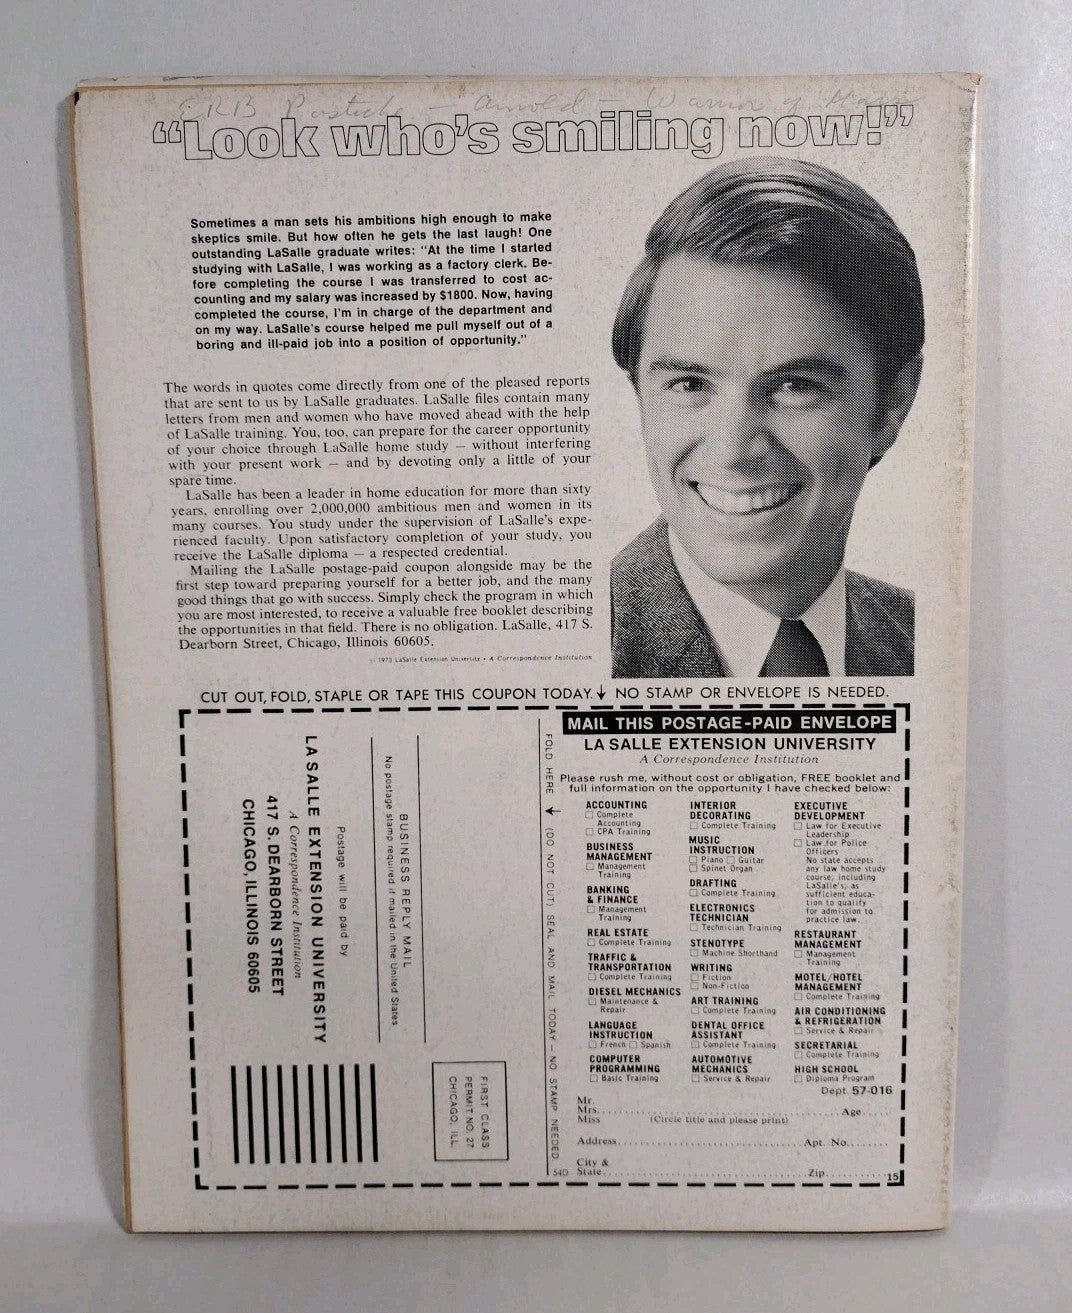 ERB Pastiche — Arnold — Warrior of
“Look who’s smiling now!”
Sometimes a man sets his ambitions high enough to make
skeptics smile. But how often he gets the last laugh! One
outstanding LaSalle graduate writes: “At the time I started
studying with LaSalle, I was working as a factory clerk. Be-
fore completing the course I was transferred to cost ac-
counting and my salary was increased by $1800. Now, having
completed the course, I’m in charge of the department and
on my way. LaSalle’s course helped me pull myself out of a
boring and ill-paid job into a position of opportunity.”
The words in quotes come directly from one of the pleased reports
that are sent to us by LaSalle graduates. LaSalle files contain many
letters from men and women who have moved ahead with the help
of LaSalle training. You, too, can prepare for the career opportunity
of your choice through LaSalle home study — without interfering
with your present work — and by devoting only a little of your
spare time.
LaSalle has been a leader in home education for more than sixty
years, enrolling over 2,000,000 ambitious men and women in its
many courses. You study under the supervision of LaSalle’s expe-
rienced faculty. Upon satisfactory completion of your study, you
receive the LaSalle diploma — a respected credential.
Mailing the LaSalle postage-paid coupon alongside may be the
first step toward preparing yourself for a better job, and the many
good things that go with success. Simply check the program in which
you are most interested, to receive a valuable free booklet describing
the opportunities in that field. There is no obligation. LaSalle, 417 S.
Dearborn Street, Chicago, Illinois 60605.
© 1973 LaSalle Extension University • A Correspondence Institution
CUT OUT, FOLD, STAPLE OR TAPE THIS COUPON TODAY. ↓ NO STAMP OR ENVELOPE IS NEEDED.
BUSINESS REPLY MAIL
No postage stamp required if mailed in the United States
Postage will be paid by
LA SALLE EXTENSION UNIVERSITY
A Correspondence Institution
417 S. DEARBORN STREET
CHICAGO, ILLINOIS 60605
FIRST CLASS
PERMIT NO. 27
CHICAGO, ILL.
FOLD HERE → (DO NOT CUT) SEAL AND MAIL TODAY — NO STAMP NEEDED
MAIL THIS POSTAGE-PAID ENVELOPE
LA SALLE EXTENSION UNIVERSITY
A Correspondence Institution
Please rush me, without cost or obligation, FREE booklet and
full information on the opportunity I have checked below:
ACCOUNTING
☐ Complete
Accounting
☐ CPA Training
BUSINESS
MANAGEMENT
☐ Management
Training
BANKING
& FINANCE
☐ Management
Training
REAL ESTATE
☐ Complete Training
TRAFFIC &
TRANSPORTATION
☐ Complete Training
DIESEL MECHANICS
☐ Maintenance &
Repair
LANGUAGE
INSTRUCTION
☐ French ☐ Spanish
COMPUTER
PROGRAMMING
☐ Basic Training
INTERIOR
DECORATING
☐ Complete Training
MUSIC
INSTRUCTION
☐ Piano ☐ Guitar
☐ Spinet Organ
DRAFTING
☐ Complete Training
ELECTRONICS
TECHNICIAN
☐ Technician Training
STENOTYPE
☐ Machine Shorthand
WRITING
☐ Fiction
☐ Non-Fiction
ART TRAINING
☐ Complete Training
DENTAL OFFICE
ASSISTANT
☐ Complete Training
AUTOMOTIVE
MECHANICS
☐ Service & Repair
EXECUTIVE
DEVELOPMENT
☐ Law for Executive
Leadership
☐ Law for Police
Officers
No state accepts
any law home study
course, including
LaSalle’s, as
sufficient educa-
tion to qualify
for admission to
practice law.
RESTAURANT
MANAGEMENT
☐ Management
Training
MOTEL/HOTEL
MANAGEMENT
☐ Complete Training
AIR CONDITIONING
& REFRIGERATION
☐ Service & Repair
SECRETARIAL
☐ Complete Training
HIGH SCHOOL
☐ Diploma Program
Dept. 57-016
Mr.
Mrs. Age
Miss (Circle title and please print)
Address Apt. No.
City &
540 State Zip 15